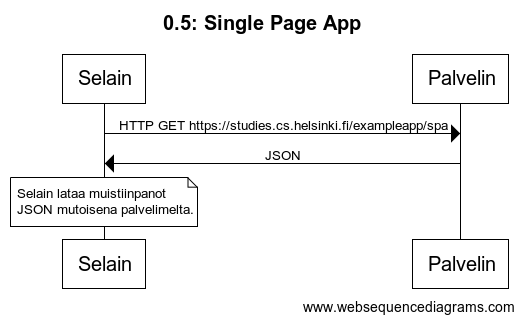 0.5: Single Page App
Selain
Palvelin
HTTP GET https://studies.cs.helsinki.fi/exampleapp/spa
JSON
Selain lataa muistiinpanot
JSON mutoisena palvelimelta.
Selain
Palvelin
www.websequencediagrams.com